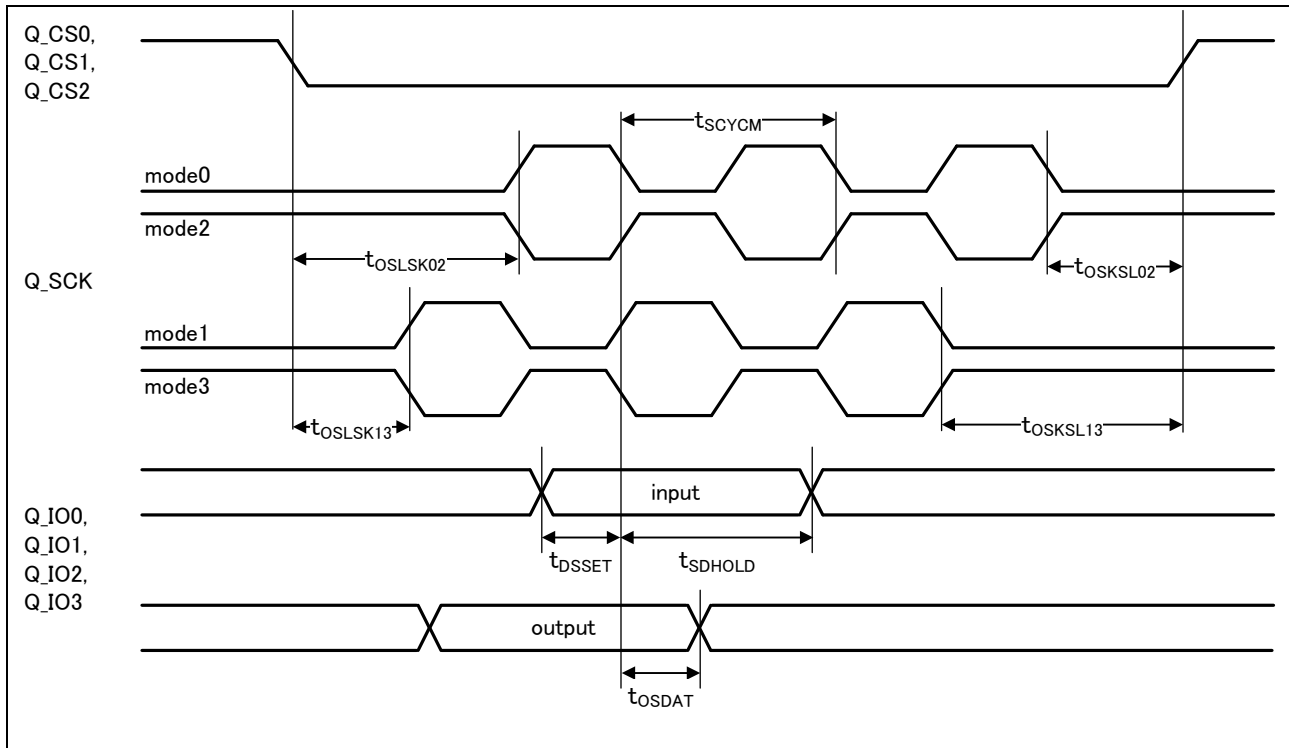 Q_CS0,
Q_CS1,
Q_CS2
tSCYCM
mode0
mode2
tOSLSK02
tOSKSL02
Q_SCK
mode1
mode3
tOSLSK13
tOSKSL13
input
Q_IO0,
Q_IO1,
Q_IO2,
Q_IO3
tDSSET
tSDHOLD
output
tOSDAT